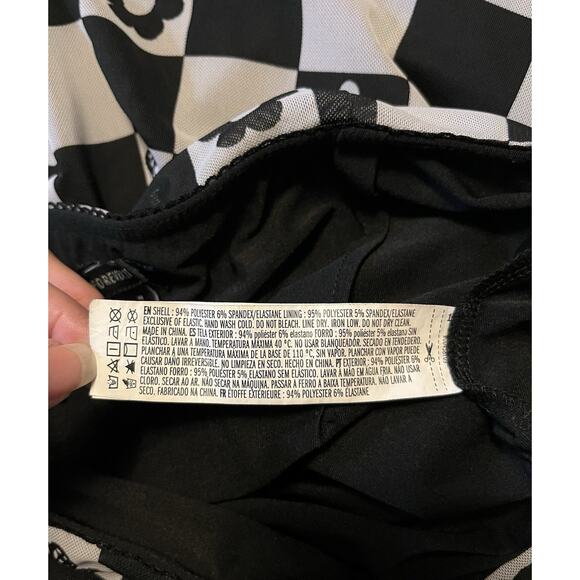 FOREVER
EN SHELL : 94% POLYESTER 6% SPANDEX/ELASTANE LINING : 95% POLYESTER 5% SPANDEX/ELASTANE
EXCLUSIVE OF ELASTIC. HAND WASH COLD. DO NOT BLEACH. LINE DRY. IRON LOW. DO NOT DRY CLEAN.
MADE IN CHINA. ES TELA EXTERIOR : 94% poliéster 6% elastano FORRO : 95% poliéster 5% elastano SIN
ELASTICO. LAVAR A MANO. TEMPERATURA MÁXIMA 40 °C. NO USAR BLANQUEADOR. SECADO EN TENDEDERO.
PLANCHAR A UNA TEMPERATURA MÁXIMA DE LA BASE DE 110 °C, SIN VAPOR. PLANCHAR CON VAPOR PUEDE
CAUSAR DAÑO IRREVERSIBLE. NO LIMPIEZA EN SECO. HECHO EN CHINA. PT EXTERIOR : 94% POLIÉSTER 6%
ELASTANO FORRO : 95% POLIÉSTER 5% ELASTANO SEM ELÁSTICO. LAVAR À MÃO EM ÁGUA FRIA. NÃO USAR
CLORO. SECAR AO AR. NÃO SECAR NA MÁQUINA. PASSAR A FERRO A BAIXA TEMPERATURA. NÃO LAVAR A
SECO. FABRICADO NA CHINA. FR ÉTOFFE EXTÉRIEURE : 94% POLYESTER 6% ELASTANE